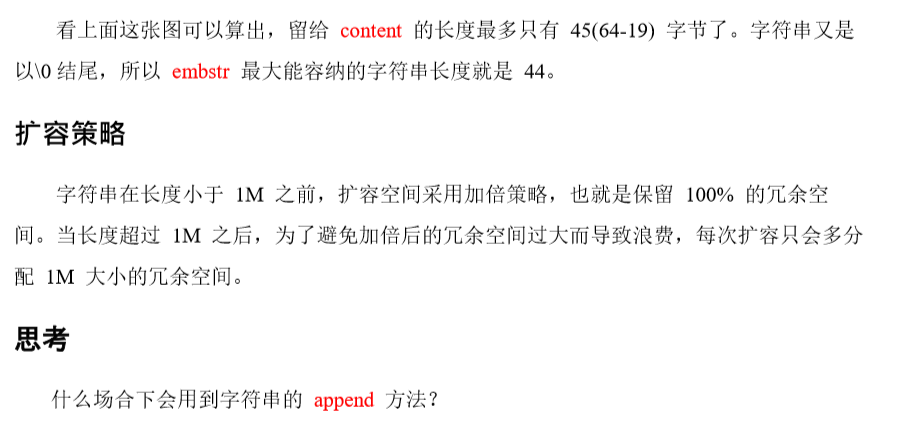 看上面这张图可以算出，留给 content 的长度最多只有 45(64-19) 字节了。字符串又是
以\0 结尾，所以 embstr 最大能容纳的字符串长度就是 44。
扩容策略
字符串在长度小于 1M 之前，扩容空间采用加倍策略，也就是保留 100% 的冗余空
间。当长度超过 1M 之后，为了避免加倍后的冗余空间过大而导致浪费，每次扩容只会多分
配 1M 大小的冗余空间。
思考
什么场合下会用到字符串的 append 方法？